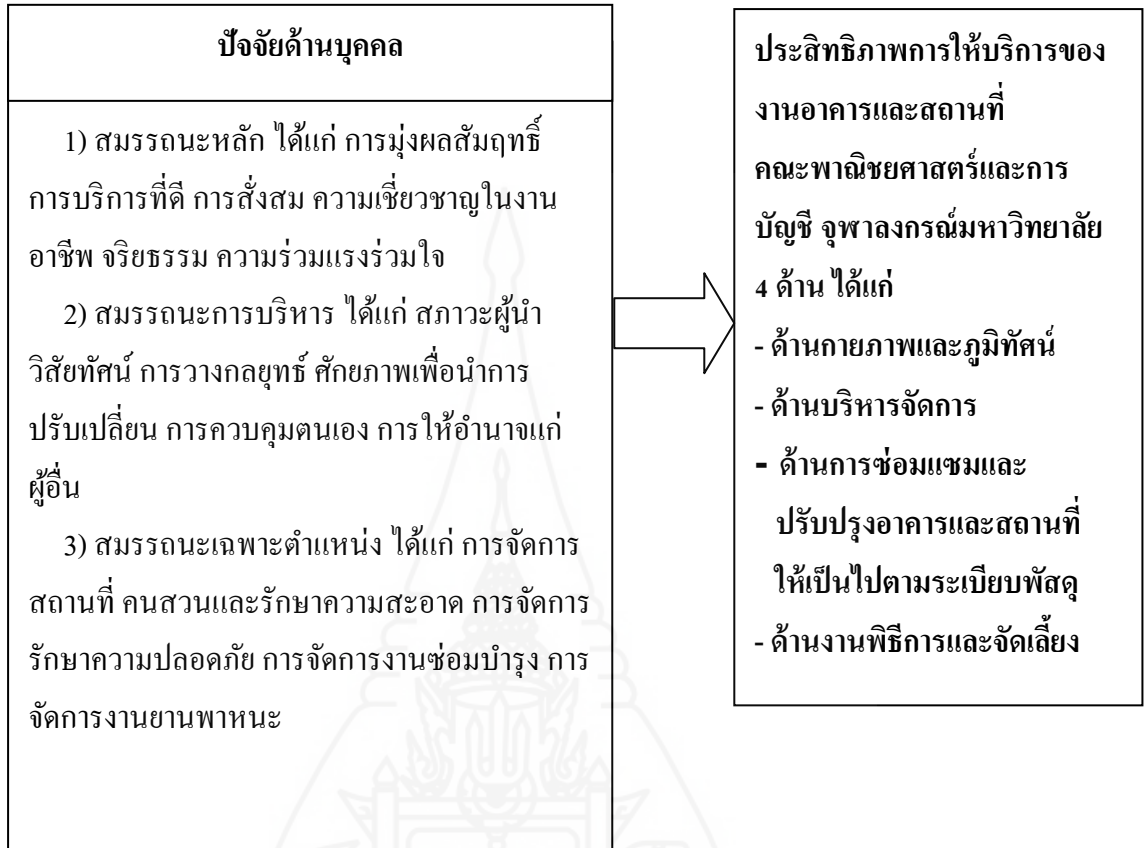 ปัจจัยด้านบุคคล
1) สมรรถนะหลัก ได้แก่ การมุ่งผลสัมฤทธิ์
การบริการที่ดี การสั่งสม ความเชี่ยวชาญในงาน
อาชีพ จริยธรรม ความร่วมแรงร่วมใจ
2) สมรรถนะการบริหาร ได้แก่ สภาวะผู้นำ
วิสัยทัศน์ การวางกลยุทธ์ ศักยภาพเพื่อนำการ
ปรับเปลี่ยน การควบคุมตนเอง การให้อำนาจแก่
ผู้อื่น
3) สมรรถนะเฉพาะตำแหน่ง ได้แก่ การจัดการ
สถานที่ คนสวนและรักษาความสะอาด การจัดการ
รักษาความปลอดภัย การจัดการงานซ่อมบำรุง การ
จัดการงานยานพาหนะ
ประสิทธิภาพการให้บริการของ
งานอาคารและสถานที่
คณะพาณิชยศาสตร์และการ
บัญชี จุฬาลงกรณ์มหาวิทยาลัย
4 ด้าน ได้แก่
- ด้านกายภาพและภูมิทัศน์
- ด้านบริหารจัดการ
- ด้านการซ่อมแซมและ
ปรับปรุงอาคารและสถานที่
ให้เป็นไปตามระเบียบพัสดุ
- ด้านงานพิธีการและจัดเลี้ยง